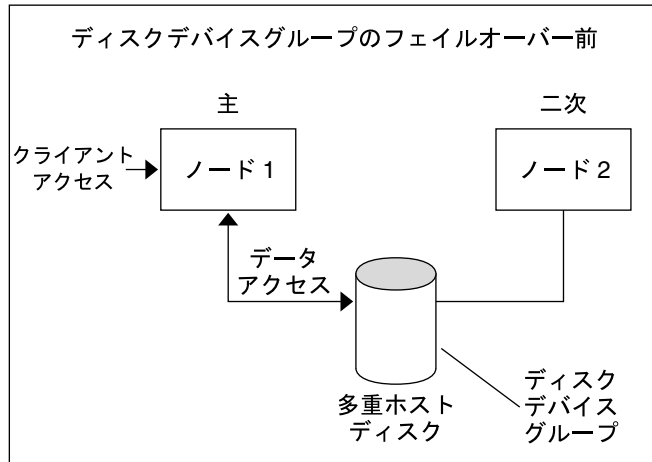 ディスクデバイスグループのフェイルオーバー前
主
二次
クライアント
アクセス
ノード 1
ノード 2
データ
アクセス
多重ホスト
ディスク
ディスク
デバイス
グループ